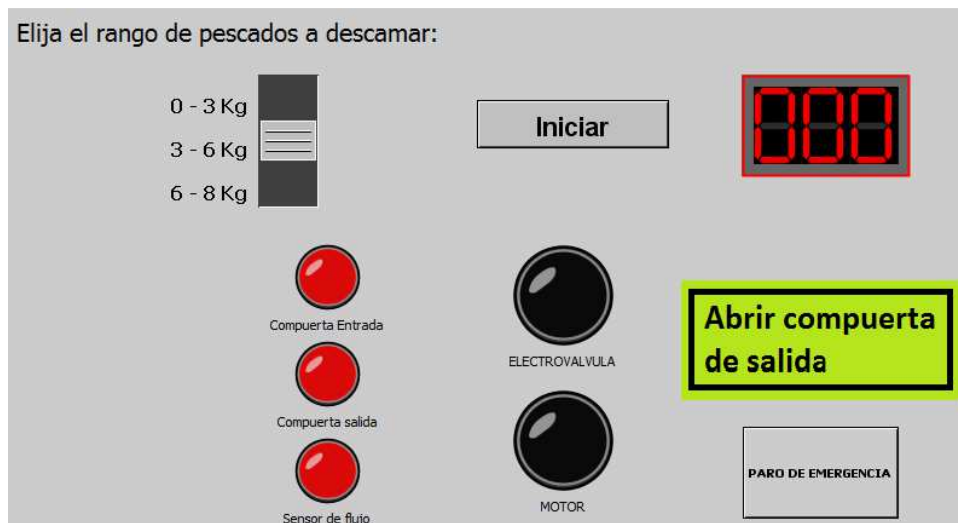 Elija el rango de pescados a descamar:
0 - 3 Kg
3 - 6 Kg
6 - 8 Kg
Iniciar
000
Compuerta Entrada
Compuerta salida
Sensor de flujo
ELECTROVALVULA
MOTOR
Abrir compuerta
de salida
PARO DE EMERGENCIA